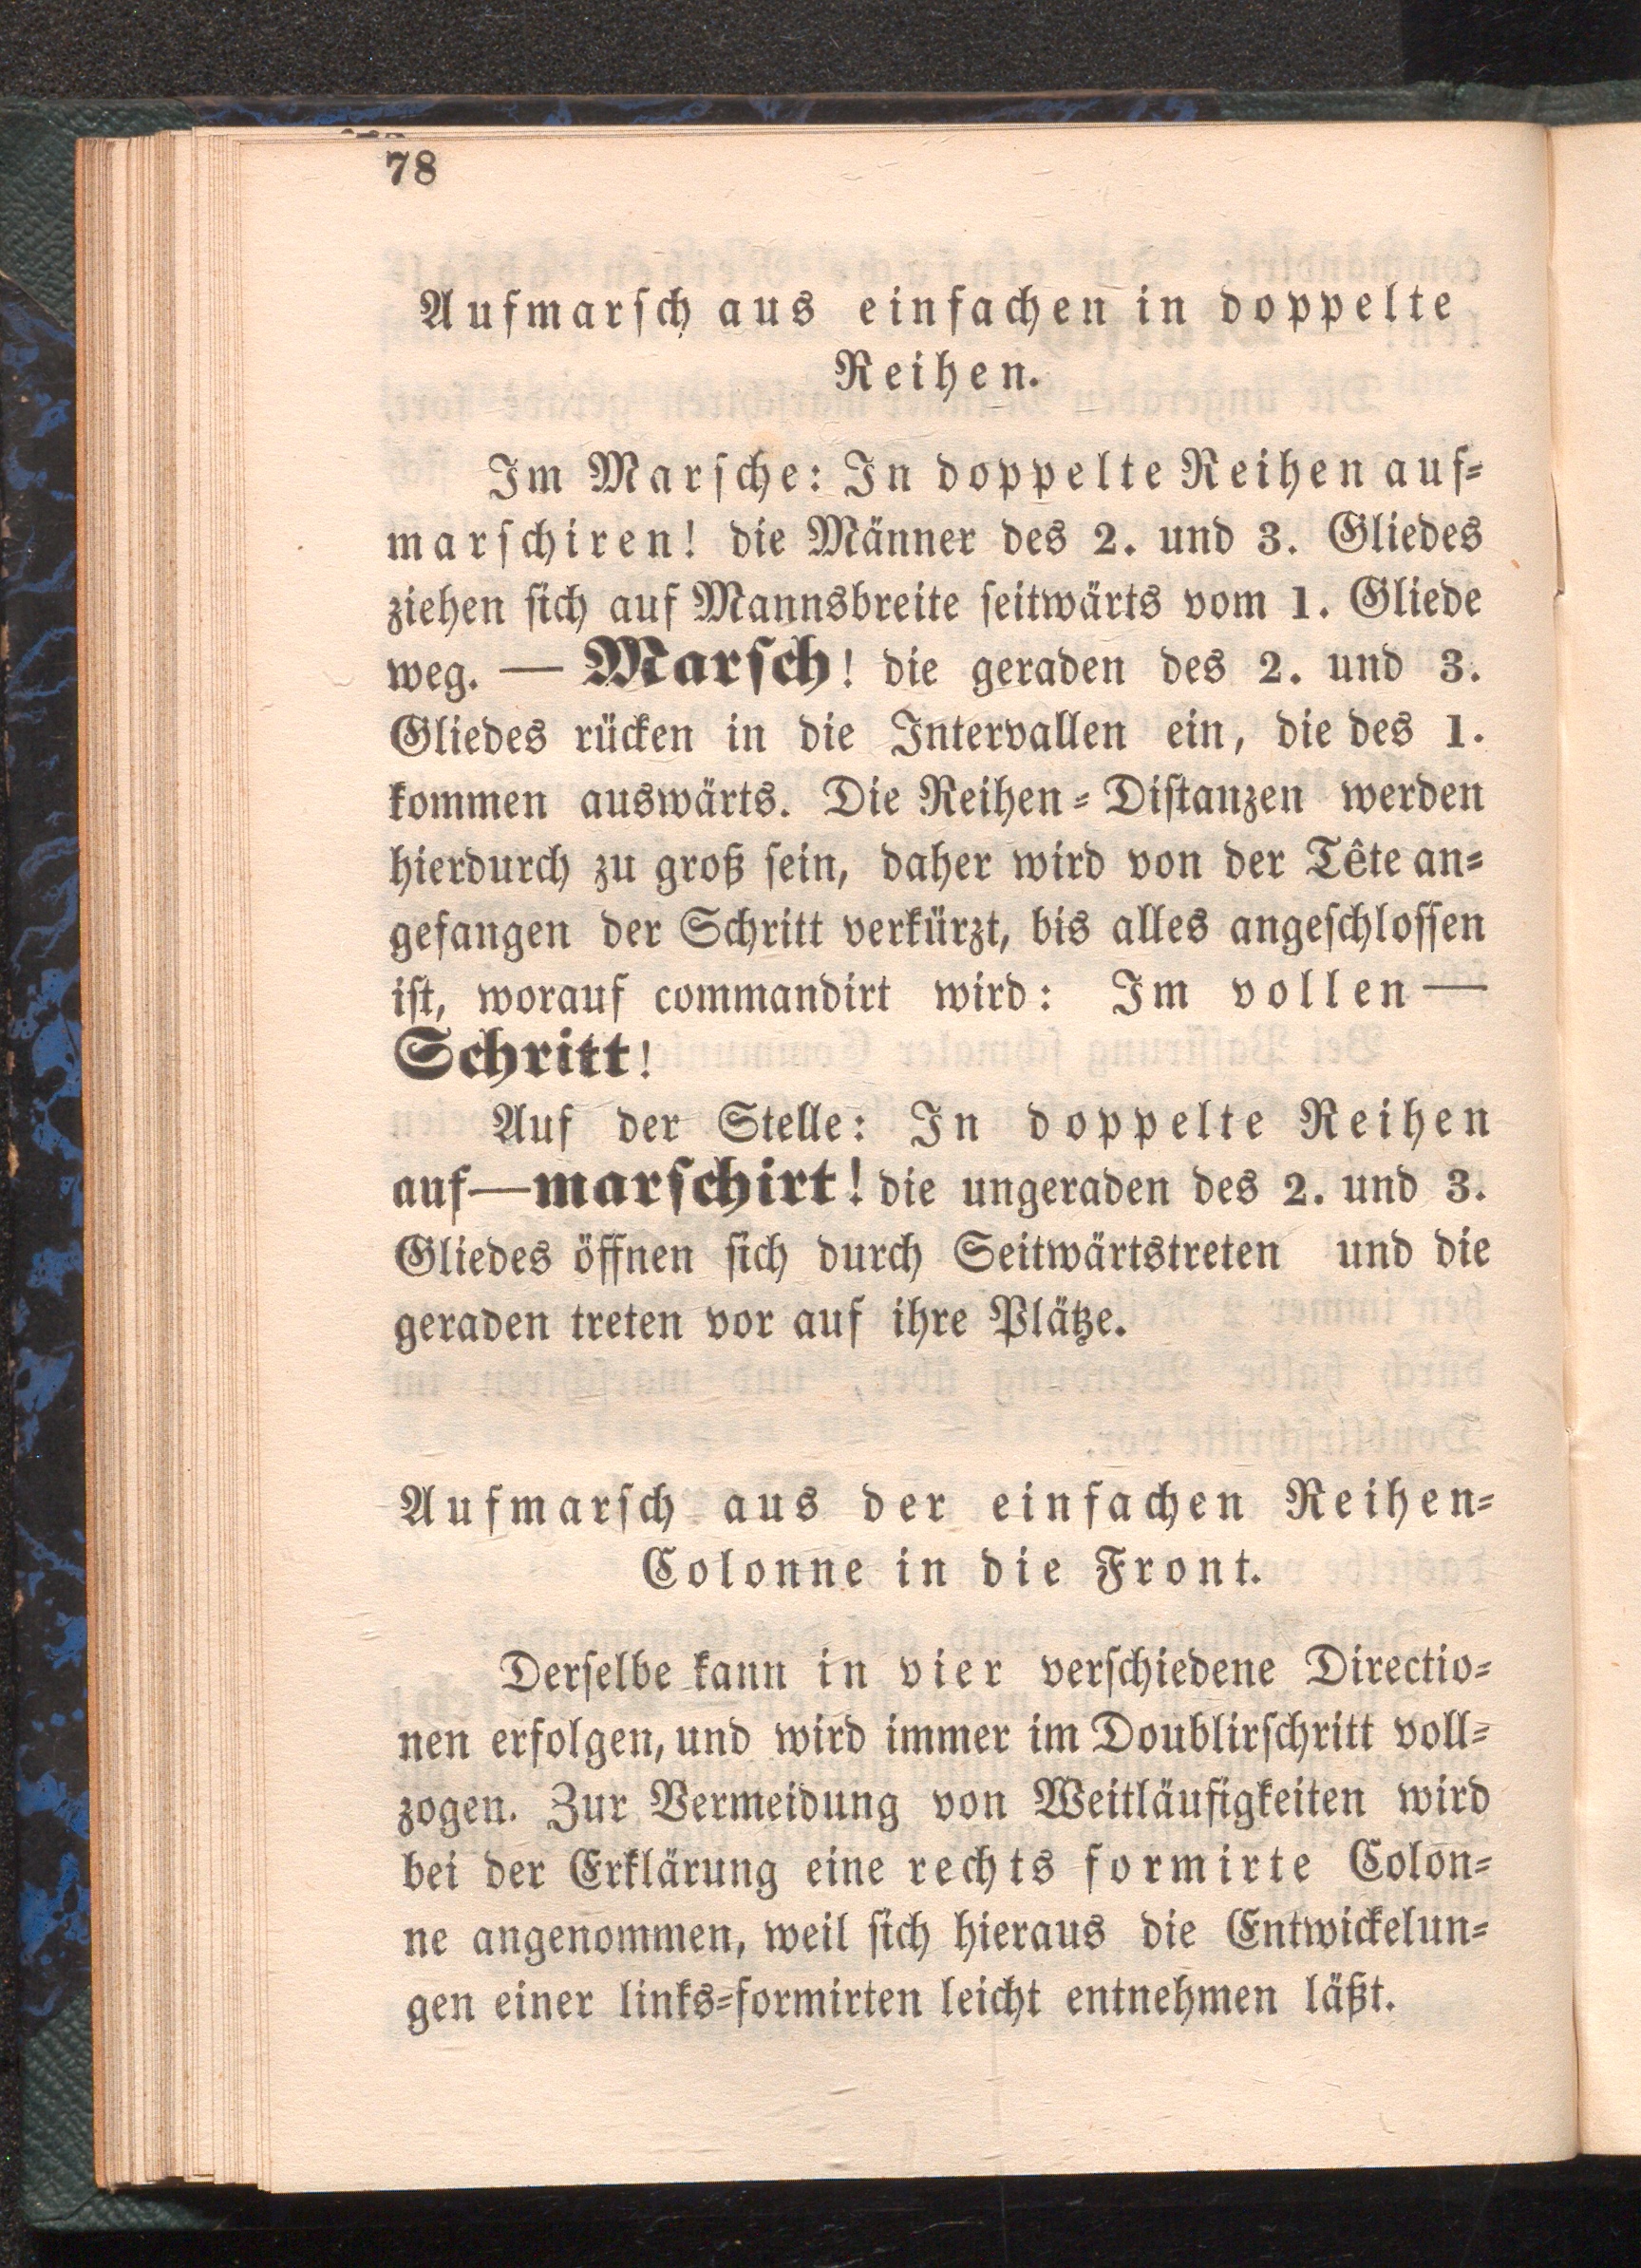 78
Aufmarsch aus einfachen in doppelte
Reihen.
Im Marsche: In doppelte Reihen auf-
marschiren! die Männer des 2. und 3. Gliedes
ziehen sich auf Mannsbreite seitwärts vom 1. Gliede
weg. — Marsch! die geraden des 2. und 3.
Gliedes rücken in die Intervallen ein, die des 1.
kommen auswärts. Die Reihen-Distanzen werden
hierdurch zu groß sein, daher wird von der Tête an-
gefangen der Schritt verkürzt, bis alles angeschlossen
ist, worauf commandirt wird: Im vollen —
Schritt!
Auf der Stelle: In doppelte Reihen
auf—marschirt! die ungeraden des 2. und 3.
Gliedes öffnen sich durch Seitwärtstreten und die
geraden treten vor auf ihre Plätze.
Aufmarsch aus der einfachen Reihen-
Colonne in die Front.
Derselbe kann in vier verschiedene Directio-
nen erfolgen, und wird immer im Doublirschritt voll-
zogen. Zur Vermeidung von Weitläufigkeiten wird
bei der Erklärung eine rechts formirte Colon-
ne angenommen, weil sich hieraus die Entwickelun-
gen einer links-formirten leicht entnehmen läßt.